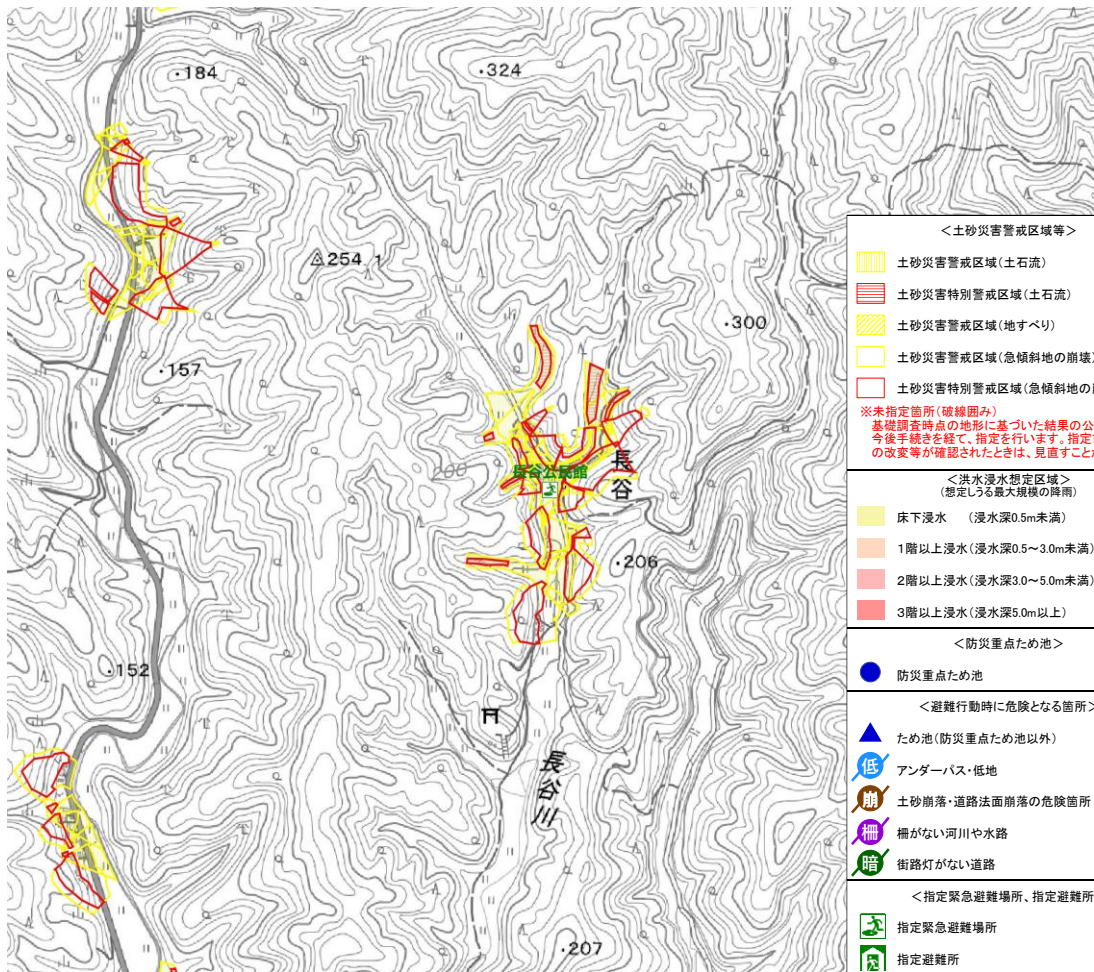 184
324
254.1
300
157
200
長谷公民館
長谷
206
152
長谷川
207
＜土砂災害警戒区域等＞
土砂災害警戒区域（土石流）
土砂災害特別警戒区域（土石流）
土砂災害警戒区域（地すべり）
土砂災害警戒区域（急傾斜地の崩壊）
土砂災害特別警戒区域（急傾斜地の
※未指定箇所（破線囲み）
基礎調査時点の地形に基づいた結果の公
今後手続きを経て、指定を行います。指定
の改変等が確認されたときは、見直すこと
＜洪水浸水想定区域＞
（想定しうる最大規模の降雨）
床下浸水　（浸水深0.5m未満）
1階以上浸水（浸水深0.5～3.0m未満）
2階以上浸水（浸水深3.0～5.0m未満）
3階以上浸水（浸水深5.0m以上）
＜防災重点ため池＞
防災重点ため池
＜避難行動時に危険となる箇所＞
ため池（防災重点ため池以外）
低 アンダーパス・低地
崩 土砂崩落・道路法面崩落の危険箇所
柵 柵がない河川や水路
暗 街路灯がない道路
＜指定緊急避難場所、指定避難所
指定緊急避難場所
指定避難所